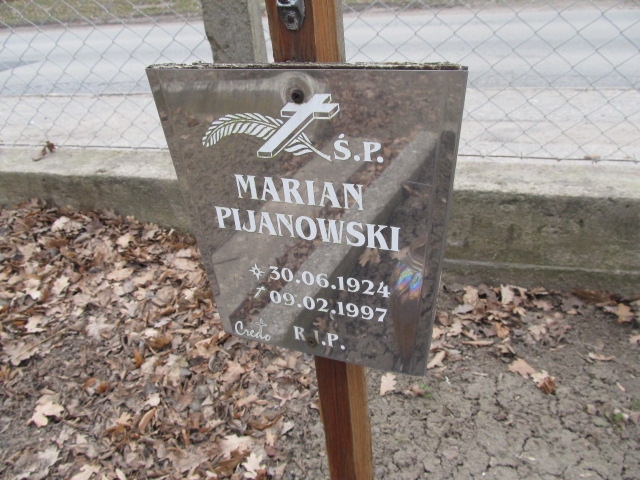 Ś.P.
MARIAN
PIJANOWSKI
30.06.1924
09.02.1997
Credo R.I.P.